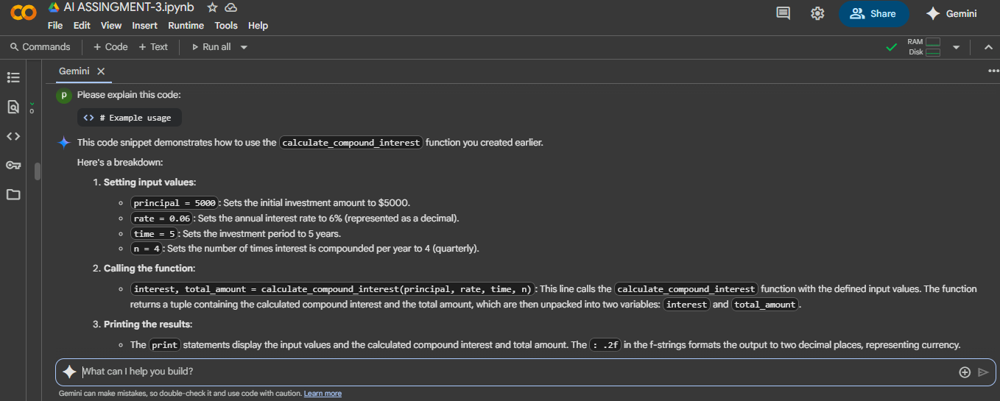 AI ASSINGMENT-3.ipynb
File Edit View Insert Runtime Tools Help
Share
Gemini
Commands + Code + Text Run all
RAM
Disk
Gemini
0
P
Please explain this code:
<> # Example usage
This code snippet demonstrates how to use the calculate_compound_interest function you created earlier.
Here's a breakdown:
1. Setting input values:
principal = 5000 : Sets the initial investment amount to $5000.
rate = 0.06 : Sets the annual interest rate to 6% (represented as a decimal).
time = 5 : Sets the investment period to 5 years.
n = 4 : Sets the number of times interest is compounded per year to 4 (quarterly).
2. Calling the function:
interest, total_amount = calculate_compound_interest(principal, rate, time, n) : This line calls the calculate_compound_interest function with the defined input values. The function
returns a tuple containing the calculated compound interest and the total amount, which are then unpacked into two variables: interest and total_amount .
3. Printing the results:
The print statements display the input values and the calculated compound interest and total amount. The : .2f in the f-strings formats the output to two decimal places, representing currency.
What can I help you build?
Gemini can make mistakes, so double-check it and use code with caution. Learn more